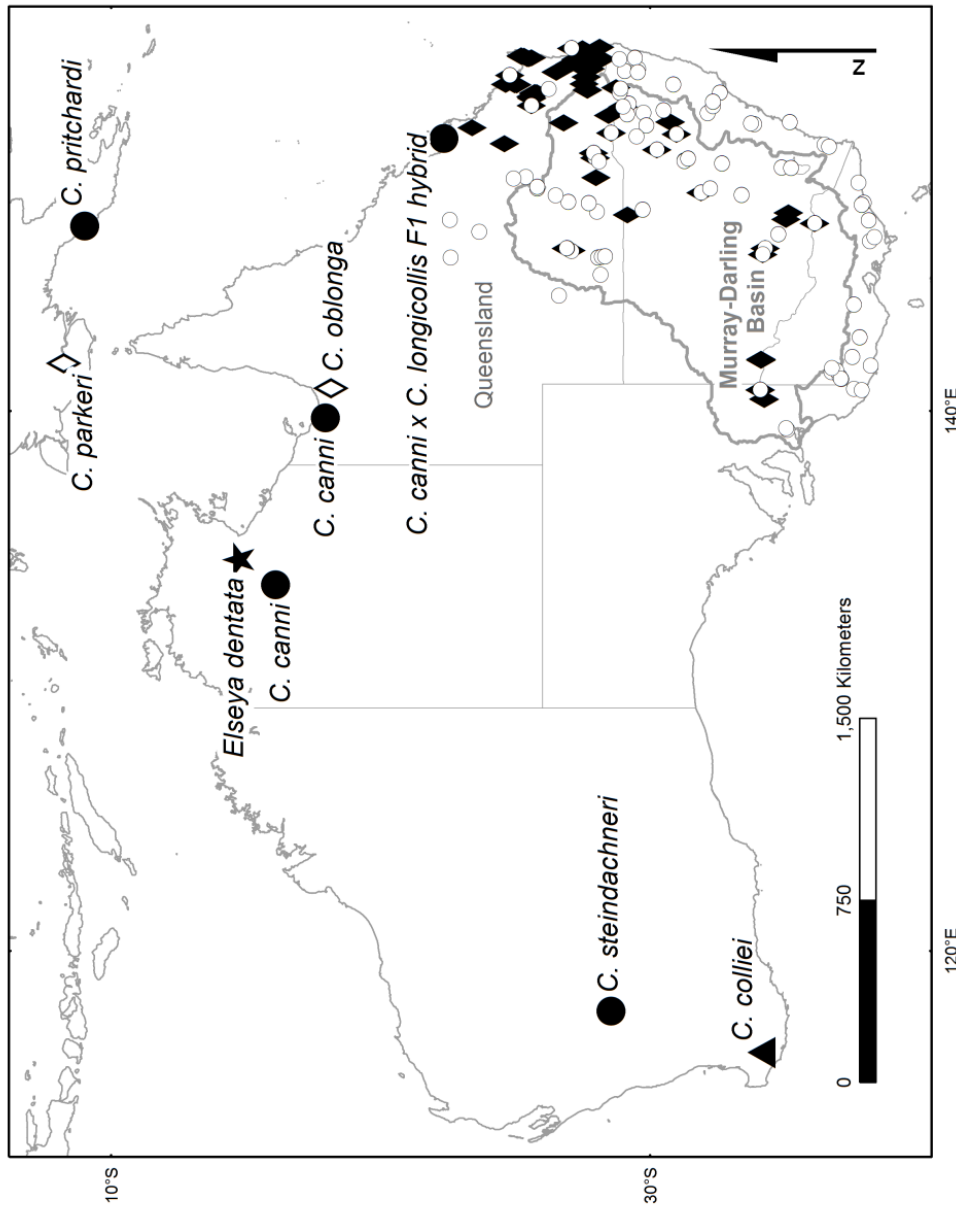 C. pritchardi
C. parkeri
C. oblonga
C. canni
Elseya dentata
C. canni
C. canni x C. longicollis F1 hybrid
Queensland
Murray-Darling
Basin
C. steindachneri
C. colliei
N
0
750
1,500 Kilometers
10°S
30°S
120°E
140°E